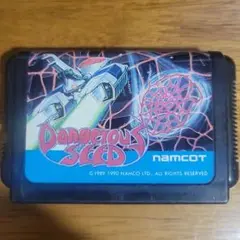 Dangerous
SEED
namcot
©1989 1990 NAMCO LTD., ALL RIGHTS RESERVED.